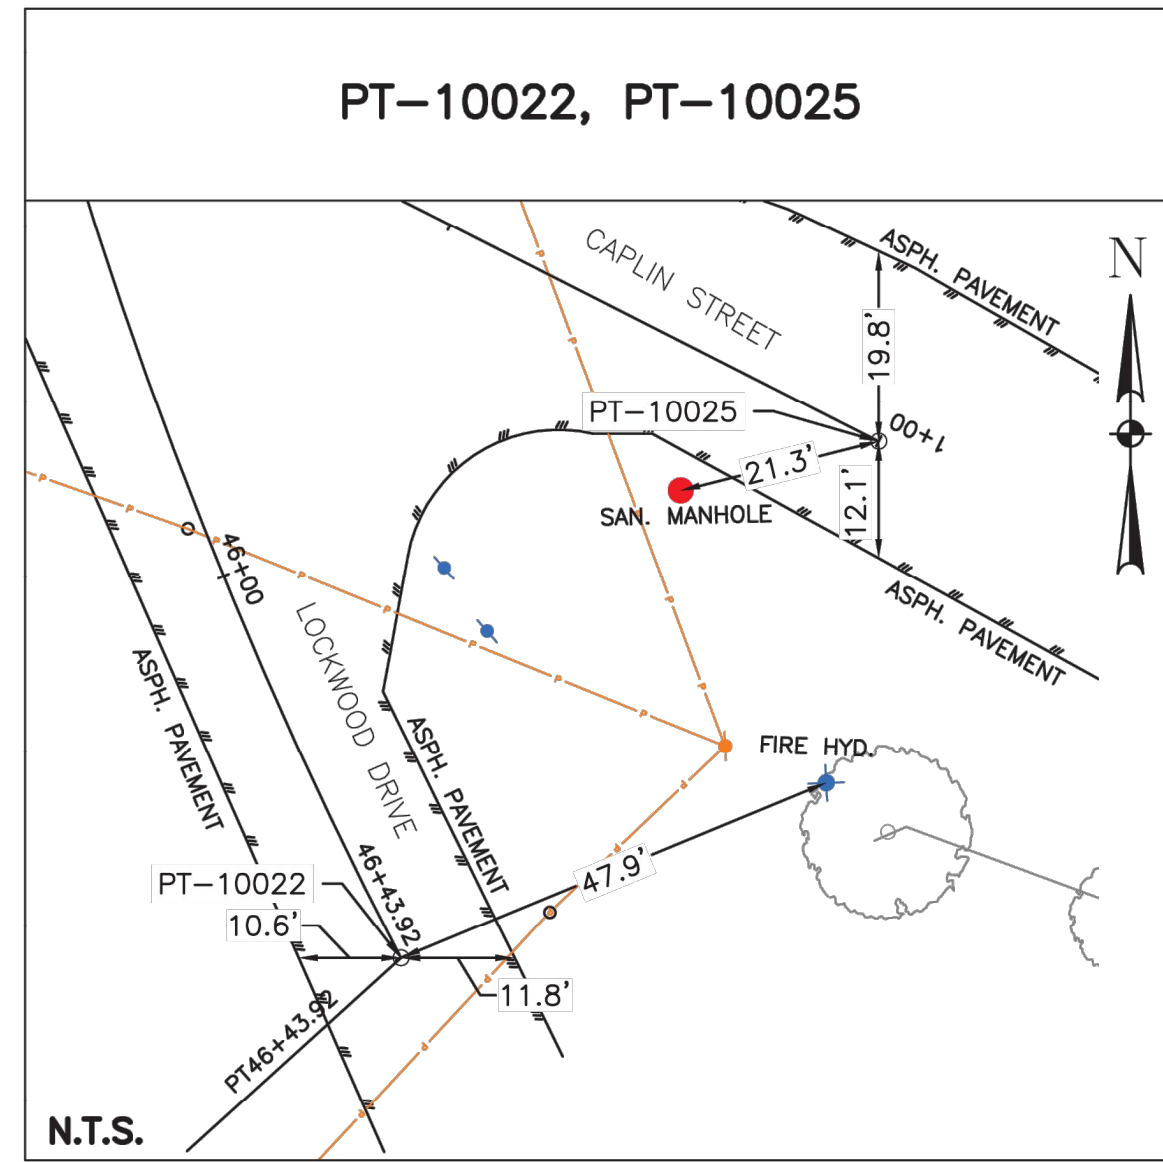 PT-10022, PT-10025
N
CAPLIN STREET
ASPH. PAVEMENT
19.8'
PT-10025
1+00
21.3'
12.1'
SAN. MANHOLE
46+00
ASPH. PAVEMENT
LOCKWOOD DRIVE
ASPH. PAVEMENT
ASPH. PAVEMENT
FIRE HYD.
46+43.92
47.9'
PT-10022
10.6'
11.8'
PT46+43.92
N.T.S.